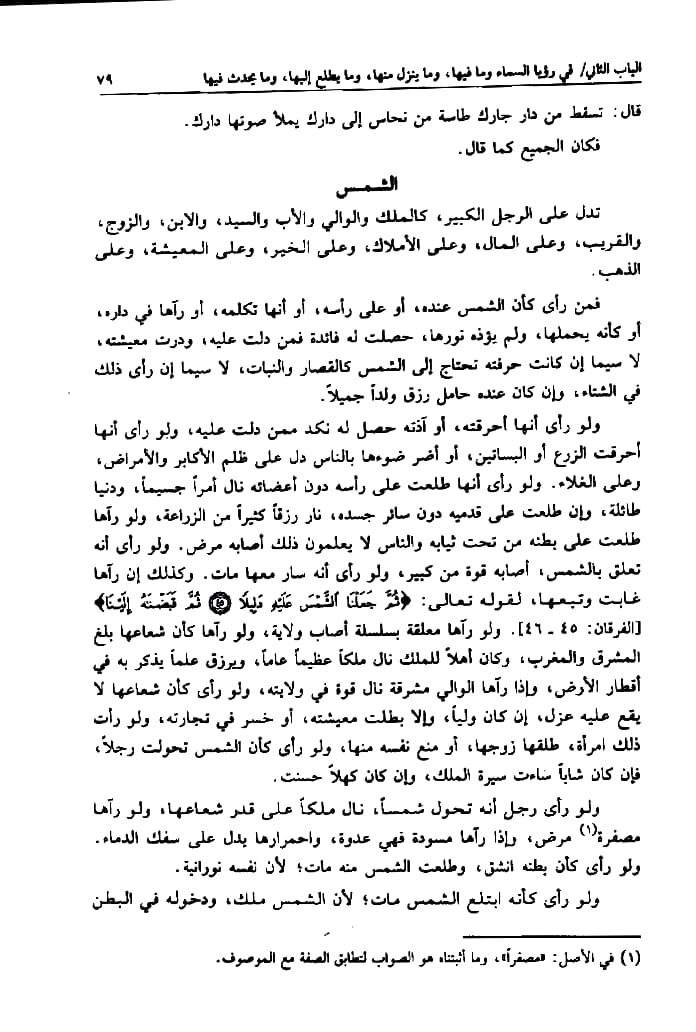 الباب الثاني/ في رؤيا السماء وما فيها، وما ينزل منها، وما يطلع إليها، وما يحدث فيها ٧٩
قال: تسقط من دار جارك طاسة من نحاس إلى دارك يملأ صوتها دارك.
فكان الجميع كما قال.
الشمس
تدل على الرجل الكبير، كالملك والوالي والأب والسيد، والابن، والزوج،
والقريب، وعلى المال، وعلى الأملاك، وعلى الخير، وعلى المعيشة، وعلى
الذهب.
فمن رأى كأن الشمس عنده، أو على رأسه، أو أنها تكلمه، أو رآها في داره،
أو كأنه يحملها، ولم يؤذه نورها، حصلت له فائدة فمن دلت عليه، ودرت معيشته،
لا سيما إن كانت حرفته تحتاج إلى الشمس كالقصار والنبات، لا سيما إن رأى ذلك
في الشتاء، وإن كان عنده حامل رزق ولداً جميلاً.
ولو رأى أنها أحرقته، أو آذته حصل له نكد ممن دلت عليه، ولو رأى أنها
أحرقت الزرع أو البساتين، أو أضر ضوءها بالناس دل على ظلم الأكابر والأمراض،
وعلى الغلاء. ولو رأى أنها طلعت على رأسه دون أعضائه نال أمراً جسيماً، ودنيا
طائلة، وإن طلعت على قدميه دون سائر جسده، نار رزقاً كثيراً من الزراعة، ولو رآها
طلعت على بطنه من تحت ثيابه والناس لا يعلمون ذلك أصابه مرض. ولو رأى أنه
تعلق بالشمس، أصابه قوة من كبير، ولو رأى أنه سار معها مات. وكذلك إن رآها
غابت وتبعها، لقوله تعالى: ﴿ثُمَّ جَعَلْنَا ٱلشَّمْسَ عَلَيْهِ دَلِيلًا ۝٤٥ ثُمَّ قَبَضْنَهُ إِلَيْنَا﴾
[الفرقان: ٤٥ ـ ٤٦]. ولو رآها معلقة بسلسلة أصاب ولاية، ولو رآها كأن شعاعها بلغ
المشرق والمغرب، وكان أهلاً للملك نال ملكاً عظيماً عاماً، ويرزق علماً يذكر به في
أقطار الأرض، وإذا رآها الوالي مشرقة نال قوة في ولايته، ولو رأى كأن شعاعها لا
يقع عليه عزل، إن كان ولياً، وإلا بطلت معيشته، أو خسر في تجارته، ولو رأت
ذلك امرأة، طلقها زوجها، أو منع نفسه منها، ولو رأى كأن الشمس تحولت رجلاً،
فإن كان شاباً ساءت سيرة الملك، وإن كان كهلاً حسنت.
ولو رأى رجل أنه تحول شمساً، نال ملكاً على قدر شعاعها، ولو رآها
مصفرة(١) مرض، وإذا رآها مسودة فهي عدوة، واحمرارها يدل على سفك الدماء.
ولو رأى كأن بطنه انشق، وطلعت الشمس منه مات؛ لأن نفسه نورانية.
ولو رأى كأنه ابتلع الشمس مات؛ لأن الشمس ملك، ودخوله في البطن
(١) في الأصل: «مصفراً»، وما أثبتناه هو الصواب لتطابق الصفة مع الموصوف.